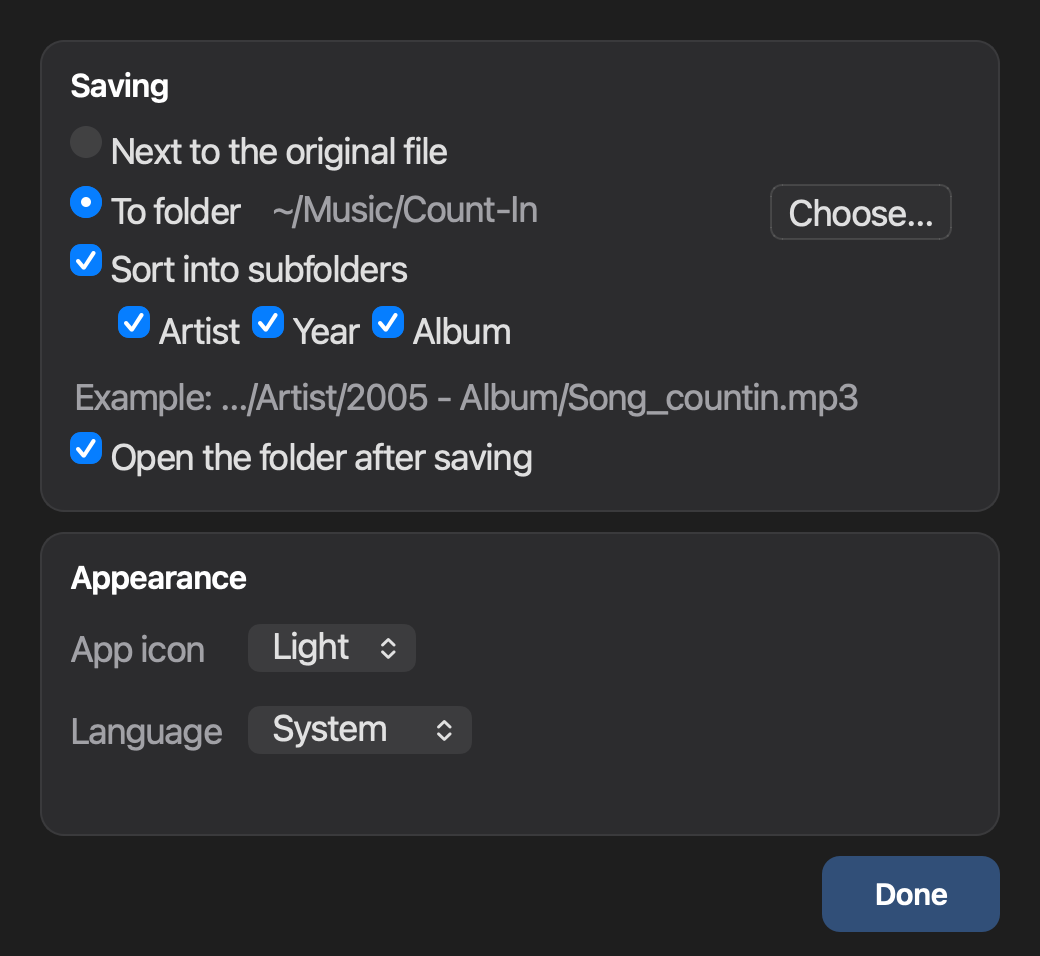 Saving
Next to the original file
To folder ~/Music/Count-In Choose...
Sort into subfolders
Artist Year Album
Example: .../Artist/2005 - Album/Song_countin.mp3
Open the folder after saving
Appearance
App icon Light
Language System
Done